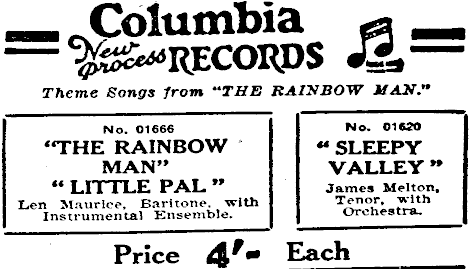 Columbia
New process RECORDS
Theme Songs from "THE RAINBOW MAN."
No. 01666
"THE RAINBOW
MAN"
"LITTLE PAL"
Len Maurice, Baritone, with
Instrumental Ensemble.
No. 01620
"SLEEPY
VALLEY"
James Melton,
Tenor, with
Orchestra.
Price 4'- Each